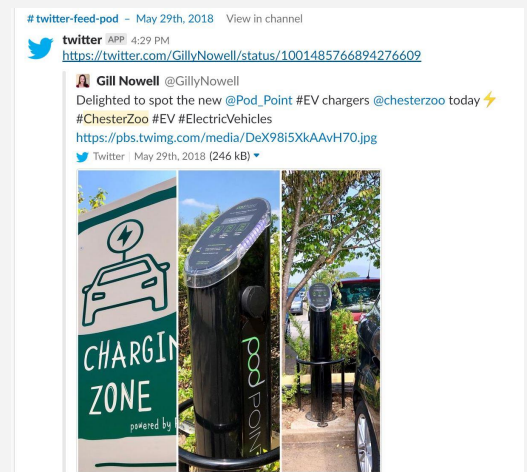 # twitter-feed-pod – May 29th, 2018 View in channel
twitter APP 4:29 PM
https://twitter.com/GillyNowell/status/1001485766894276609
Gill Nowell @GillyNowell
Delighted to spot the new @Pod_Point #EV chargers @chesterzoo today ⚡
#ChesterZoo #EV #ElectricVehicles
https://pbs.twimg.com/media/DeX98i5XkAAvH70.jpg
Twitter | May 29th, 2018 (246 kB)
CHARGIN
ZONE
powered by
pod POIN